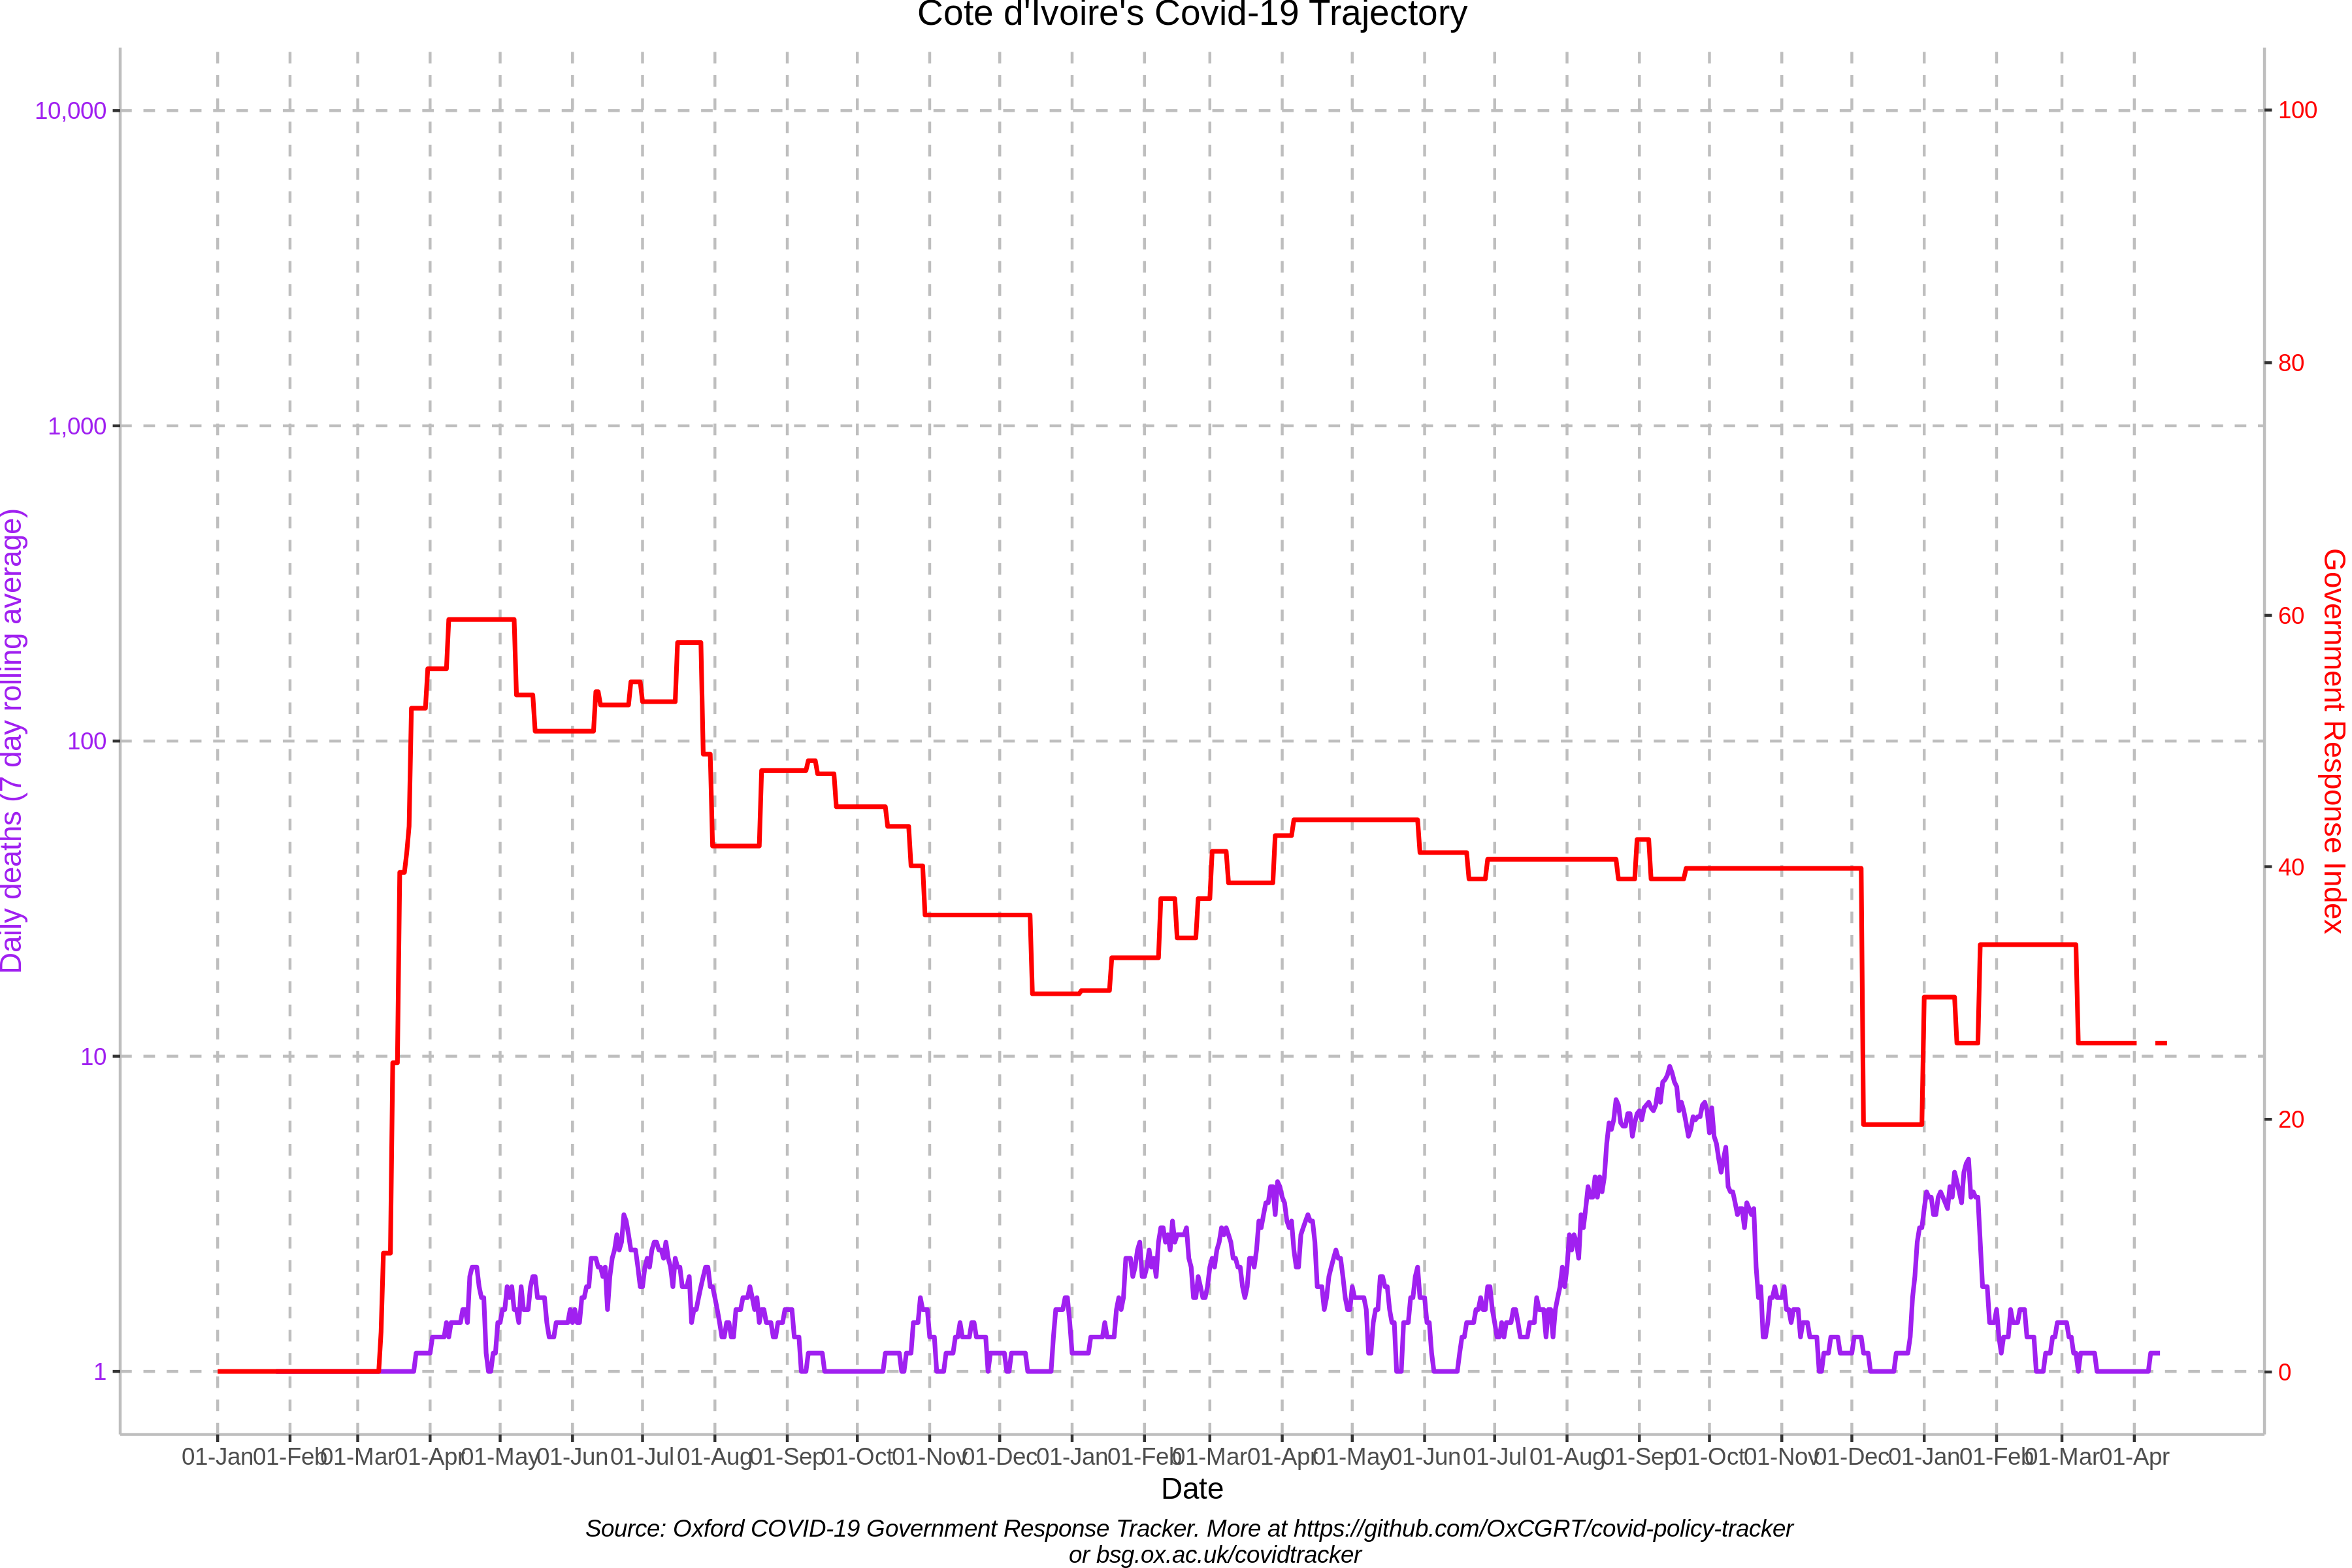 Cote d'Ivoire's Covid-19 Trajectory
10,000
1,000
100
10
1
Daily deaths (7 day rolling average)
100
80
60
40
20
0
Government Response Index
01-Jan 01-Feb 01-Mar 01-Apr 01-May 01-Jun 01-Jul 01-Aug 01-Sep 01-Oct 01-Nov 01-Dec 01-Jan 01-Feb 01-Mar 01-Apr 01-May 01-Jun 01-Jul 01-Aug 01-Sep 01-Oct 01-Nov 01-Dec 01-Jan 01-Feb 01-Mar 01-Apr
Date
Source: Oxford COVID-19 Government Response Tracker. More at https://github.com/OxCGRT/covid-policy-tracker
or bsg.ox.ac.uk/covidtracker